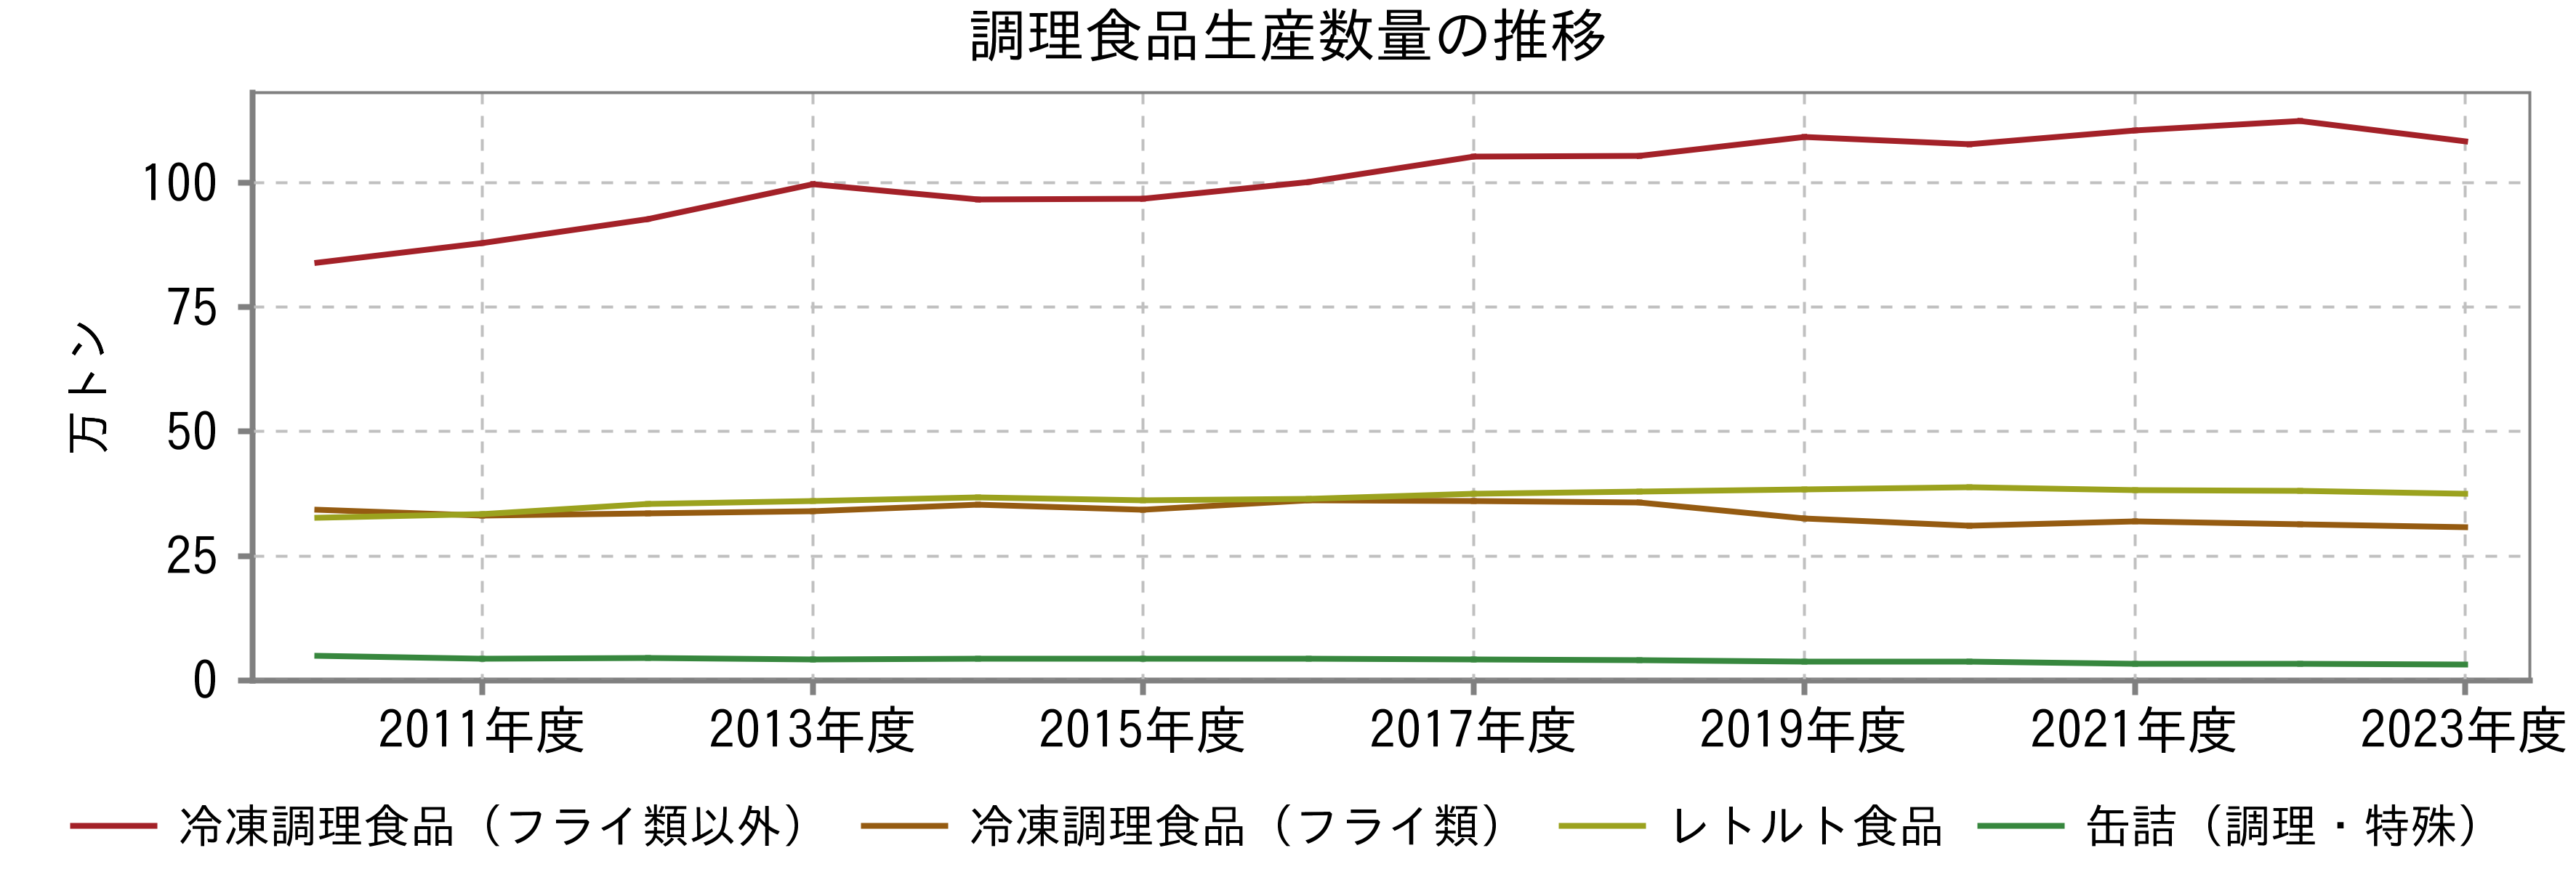 調理食品生産数量の推移
万トン
100
75
50
25
0
2011年度 2013年度 2015年度 2017年度 2019年度 2021年度 2023年度
冷凍調理食品（フライ類以外） 冷凍調理食品（フライ類） レトルト食品 缶詰（調理・特殊）